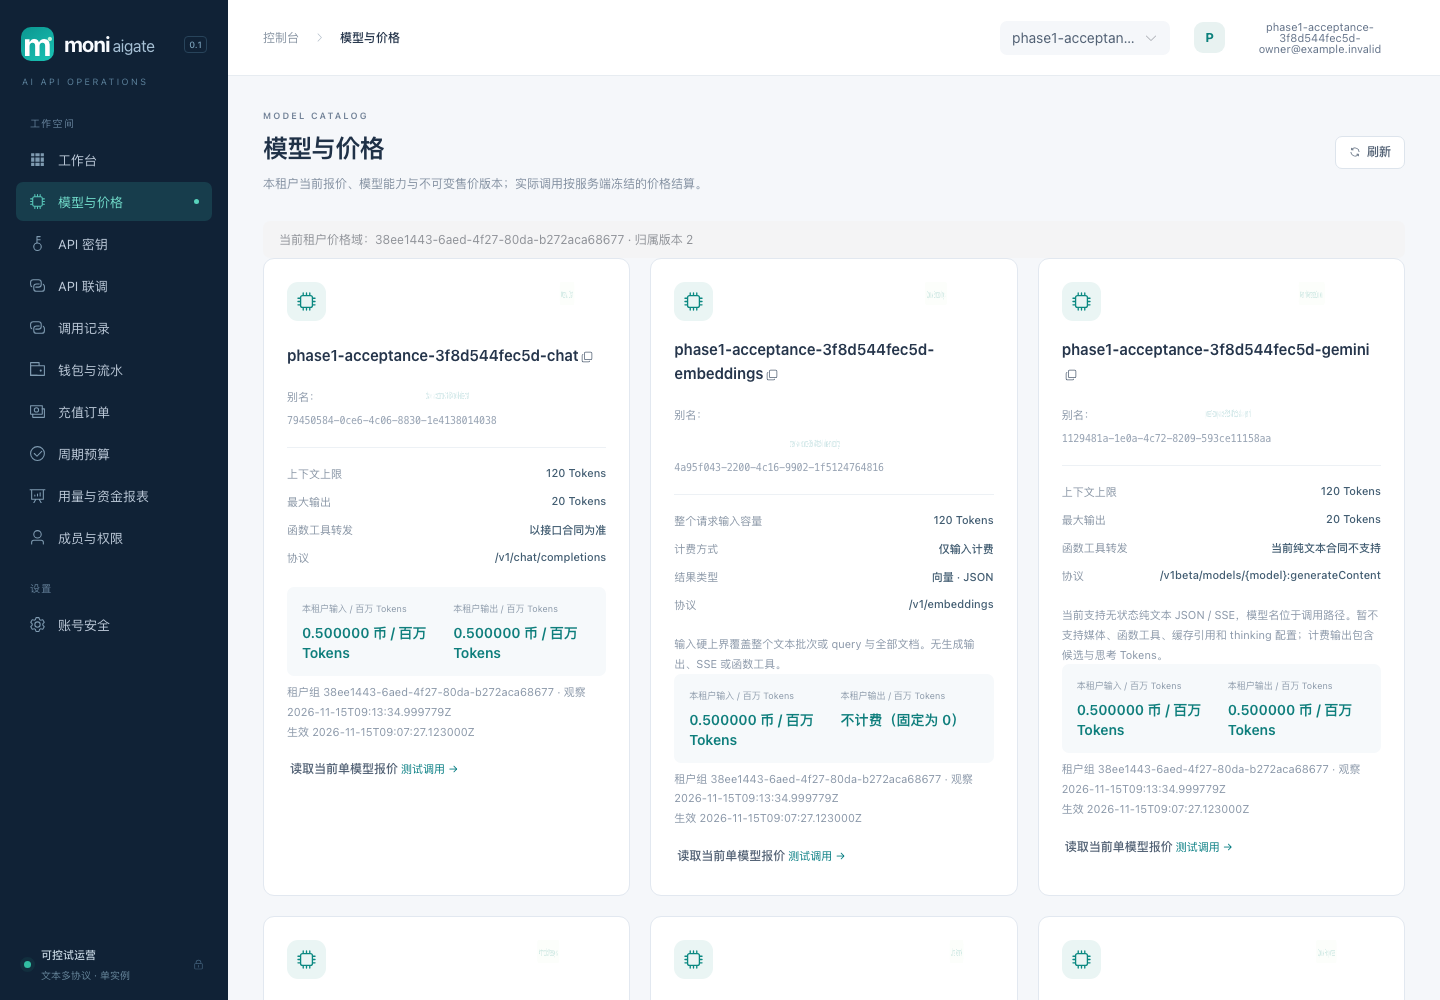 moni aigate
0.1
AI API OPERATIONS
工作空间
工作台
模型与价格
API 密钥
API 联调
调用记录
钱包与流水
充值订单
周期预算
用量与资金报表
成员与权限
设置
账号安全
可控试运营
文本多协议 · 单实例
控制台
模型与价格
phase1-acceptan...
P
phase1-acceptance-
3f8d544fec5d-
owner@example.invalid
MODEL CATALOG
模型与价格
本租户当前报价、模型能力与不可变售价版本；实际调用按服务端冻结的价格结算。
刷新
当前租户价格域：38ee1443-6aed-4f27-80da-b272aca68677 · 归属版本 2
phase1-acceptance-3f8d544fec5d-chat
别名：
79450584-0ce6-4c06-8830-1e4138014038
上下文上限
120 Tokens
最大输出
20 Tokens
函数工具转发
以接口合同为准
协议
/v1/chat/completions
本租户输入 / 百万 Tokens
本租户输出 / 百万 Tokens
0.500000 币 / 百万
Tokens
0.500000 币 / 百万
Tokens
租户组 38ee1443-6aed-4f27-80da-b272aca68677 · 观察
2026-11-15T09:13:34.999779Z
生效 2026-11-15T09:07:27.123000Z
读取当前单模型报价 测试调用 →
phase1-acceptance-3f8d544fec5d-
embeddings
别名：
4a95f043-2200-4c16-9902-1f5124764816
整个请求输入容量
120 Tokens
计费方式
仅输入计费
结果类型
向量 · JSON
协议
/v1/embeddings
输入硬上界覆盖整个文本批次或 query 与全部文档。无生成输
出、SSE 或函数工具。
本租户输入 / 百万 Tokens
本租户输出 / 百万 Tokens
0.500000 币 / 百万
Tokens
不计费（固定为 0）
租户组 38ee1443-6aed-4f27-80da-b272aca68677 · 观察
2026-11-15T09:13:34.999779Z
生效 2026-11-15T09:07:27.123000Z
读取当前单模型报价 测试调用 →
phase1-acceptance-3f8d544fec5d-gemini
别名：
1129481a-1e0a-4c72-8209-593ce11158aa
上下文上限
120 Tokens
最大输出
20 Tokens
函数工具转发
当前纯文本合同不支持
协议
/v1beta/models/{model}:generateContent
当前支持无状态纯文本 JSON / SSE，模型名位于调用路径。暂不
支持媒体、函数工具、缓存引用和 thinking 配置；计费输出包含
候选与思考 Tokens。
本租户输入 / 百万 Tokens
本租户输出 / 百万 Tokens
0.500000 币 / 百万
Tokens
0.500000 币 / 百万
Tokens
租户组 38ee1443-6aed-4f27-80da-b272aca68677 · 观察
2026-11-15T09:13:34.999779Z
生效 2026-11-15T09:07:27.123000Z
读取当前单模型报价 测试调用 →